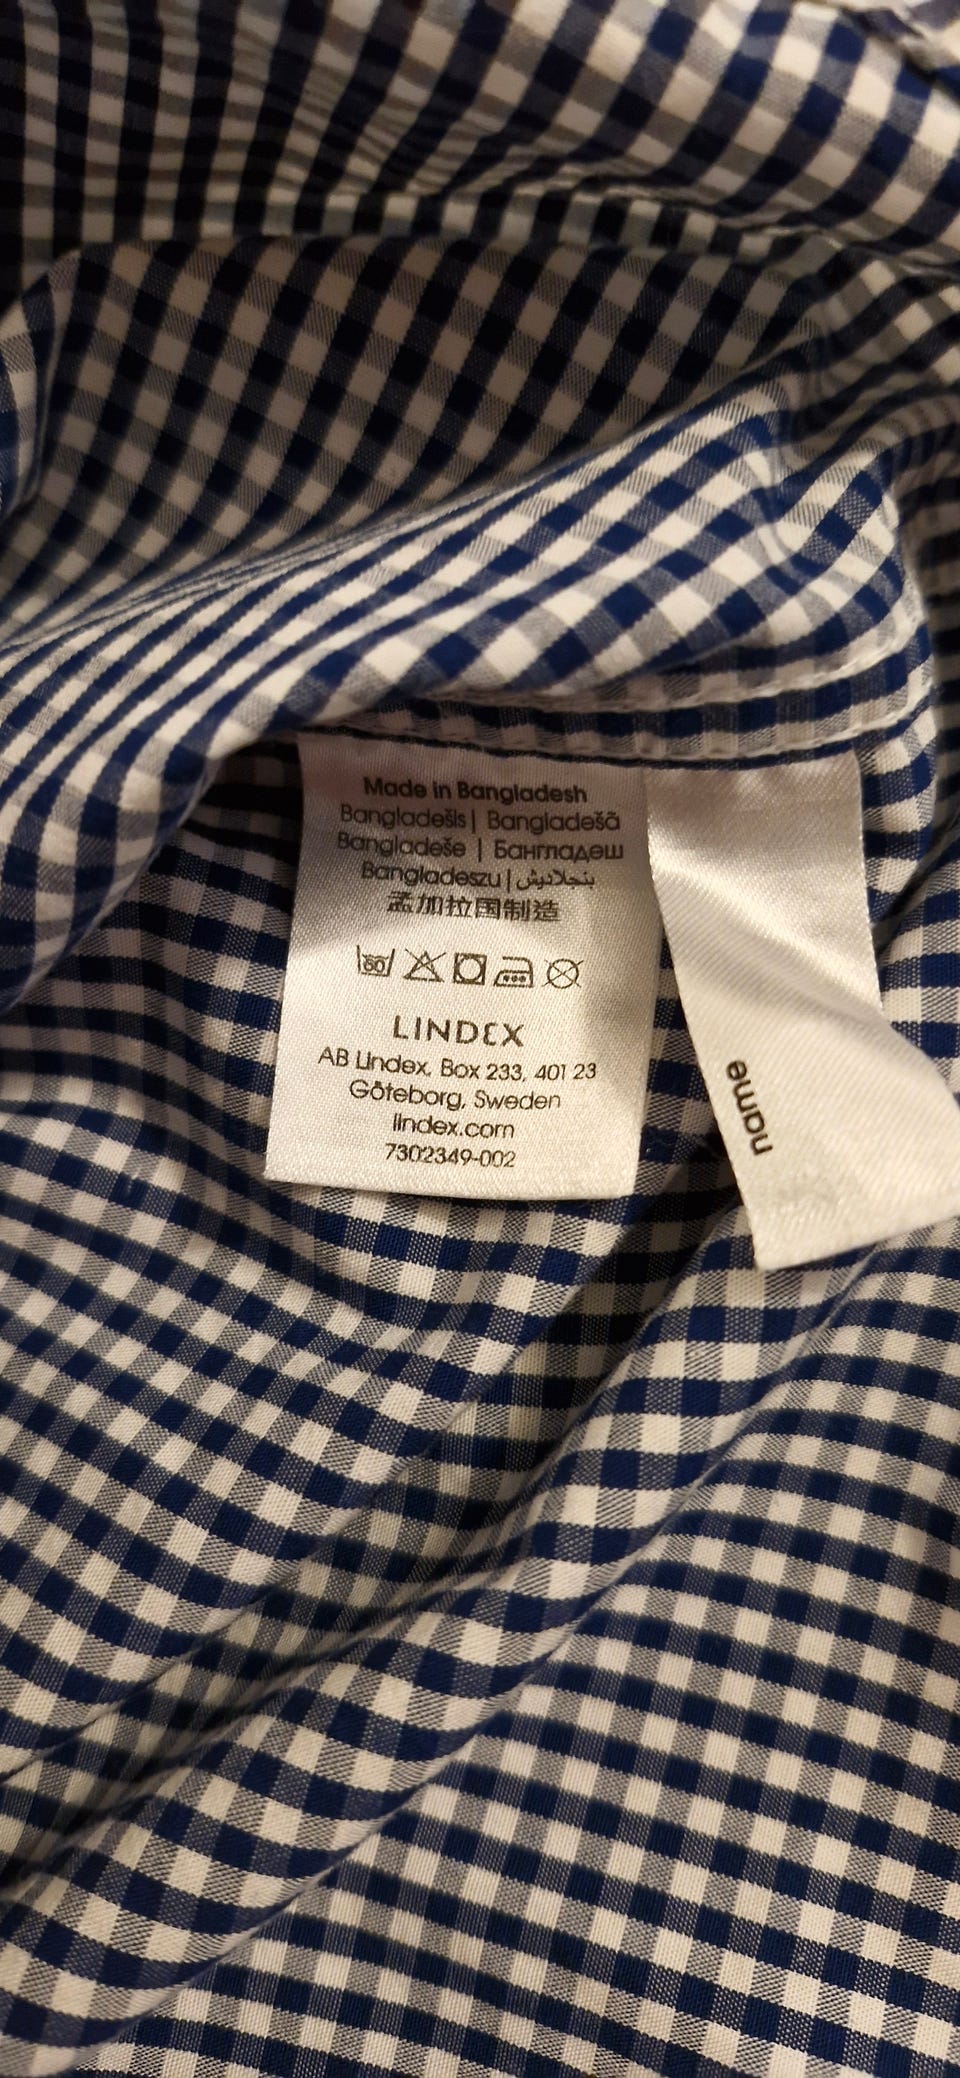 Made in Bangladesh
Bangladešis | Bangladešā
Bangladeše | Бангладеш
Bangladeszu | بنجلاديش
孟加拉国制造
60
LINDEX
AB Lindex, Box 233, 401 23
Göteborg, Sweden
lindex.com
7302349-002
name